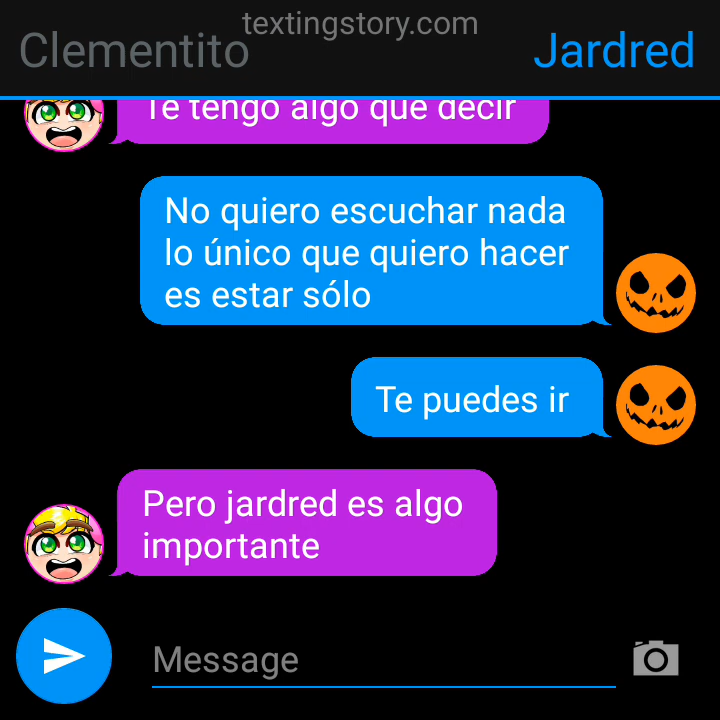 textingstory.com
Clementito
Jardred
Te tengo algo que decir
No quiero escuchar nada
lo único que quiero hacer
es estar sólo
Te puedes ir
Pero jardred es algo
importante
Message